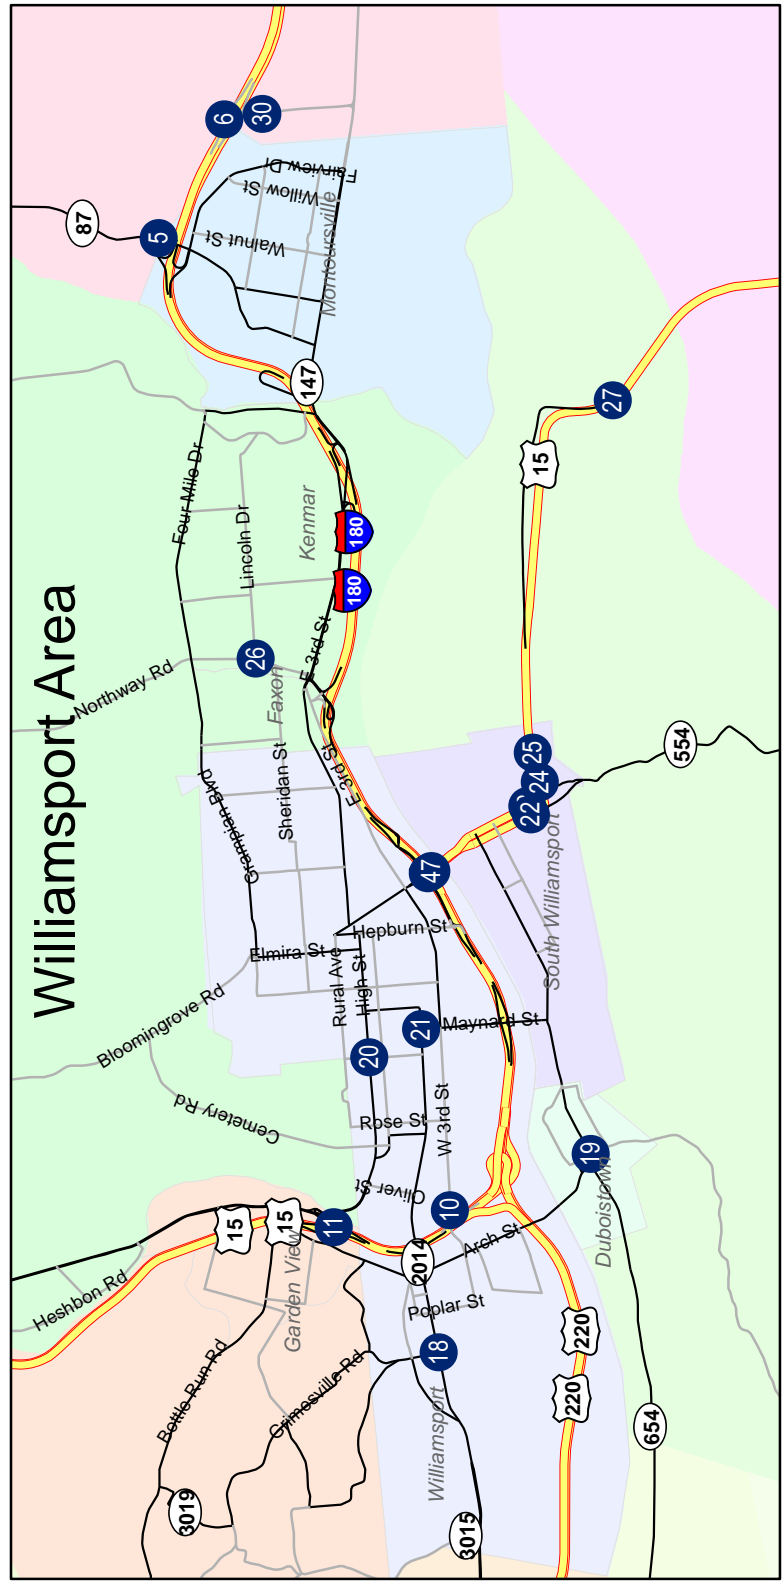 Williamsport Area
6
30
87
5
Fairview Dr
Willow St
Walnut St
Montoursville
147
27
15
Four Mile Dr
Lincoln Dr
Kenmar
180
180
E 3rd St
26
Northway Rd
Faxon
Sheridan St
E 3rd St
Grampian Blvd
25
24
22
554
47
South Williamsport
Hepburn St
Elmira St
Rural Ave
High St
Bloomingrove Rd
Maynard St
21
20
Cemetery Rd
Rose St
W 3rd St
Oliver St
19
Duboistown
10
11
15
15
Garden View
Arch St
2014
Heshbon Rd
Poplar St
18
Bottle Run Rd
Grimesville Rd
Williamsport
220
220
654
3019
3015